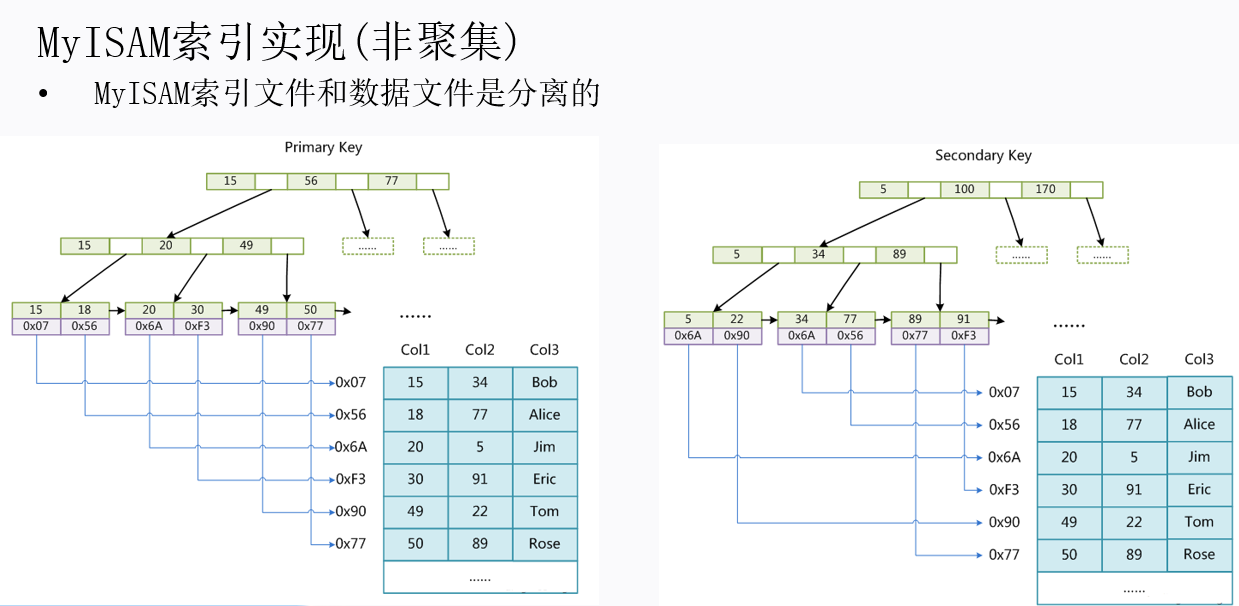 MyISAM索引实现(非聚集)
• MyISAM索引文件和数据文件是分离的
Primary Key
15 56 77
15 20 49
...... ......
15 18 20 30 49 50
0x07 0x56 0x6A 0xF3 0x90 0x77
......
Col1 Col2 Col3
0x07 15 34 Bob
0x56 18 77 Alice
0x6A 20 5 Jim
0xF3 30 91 Eric
0x90 49 22 Tom
0x77 50 89 Rose
......
Secondary Key
5 100 170
5 34 89
...... ......
5 22 34 77 89 91
0x6A 0x90 0x6A 0x56 0x77 0xF3
......
Col1 Col2 Col3
0x07 15 34 Bob
0x56 18 77 Alice
0x6A 20 5 Jim
0xF3 30 91 Eric
0x90 49 22 Tom
0x77 50 89 Rose
......